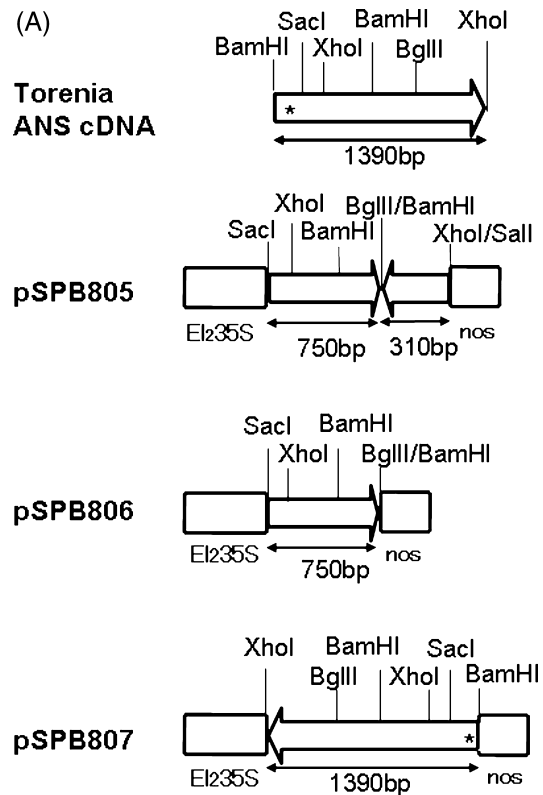 (A)
SacI BamHI XhoI
BamHI XhoI BglII
Torenia
ANS cDNA
*
1390bp
BglII/BamHI
XhoI
SacI BamHI XhoI/SalI
pSPB805
El235S 750bp 310bp nos
SacI BamHI
XhoI BglII/BamHI
pSPB806
El235S 750bp nos
XhoI BamHI SacI
BglII XhoI BamHI
pSPB807
*
El235S 1390bp nos